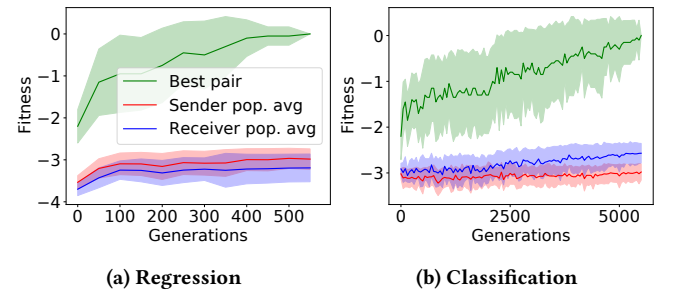 0
−1
−2
−3
−4
Fitness
Best pair
Sender pop. avg
Receiver pop. avg
0 100 200 300 400 500
Generations
(a) Regression
0
−1
−2
−3
Fitness
0 2500 5000
Generations
(b) Classification